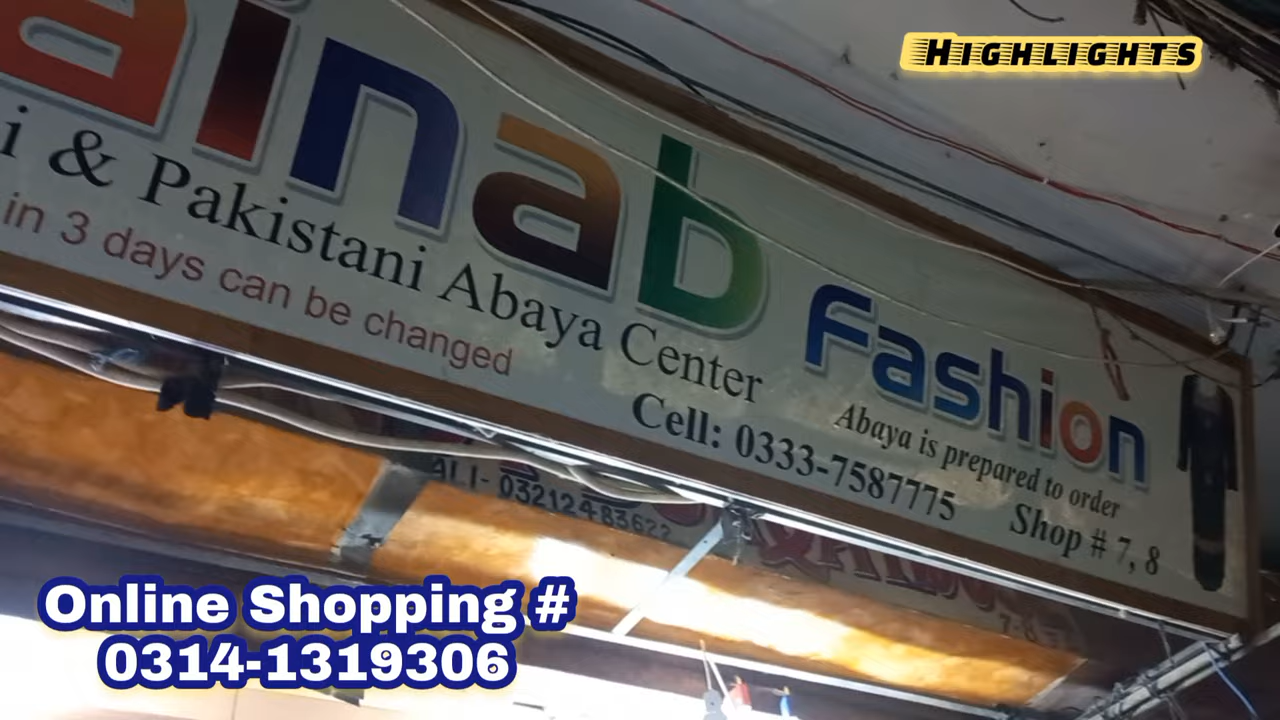 Highlights
ainab Fashion
i & Pakistani Abaya Center
in 3 days can be changed
Abaya is prepared to order
Cell: 0333-7587775
Shop # 7, 8
ALI- 03212483622
Online Shopping #
0314-1319306